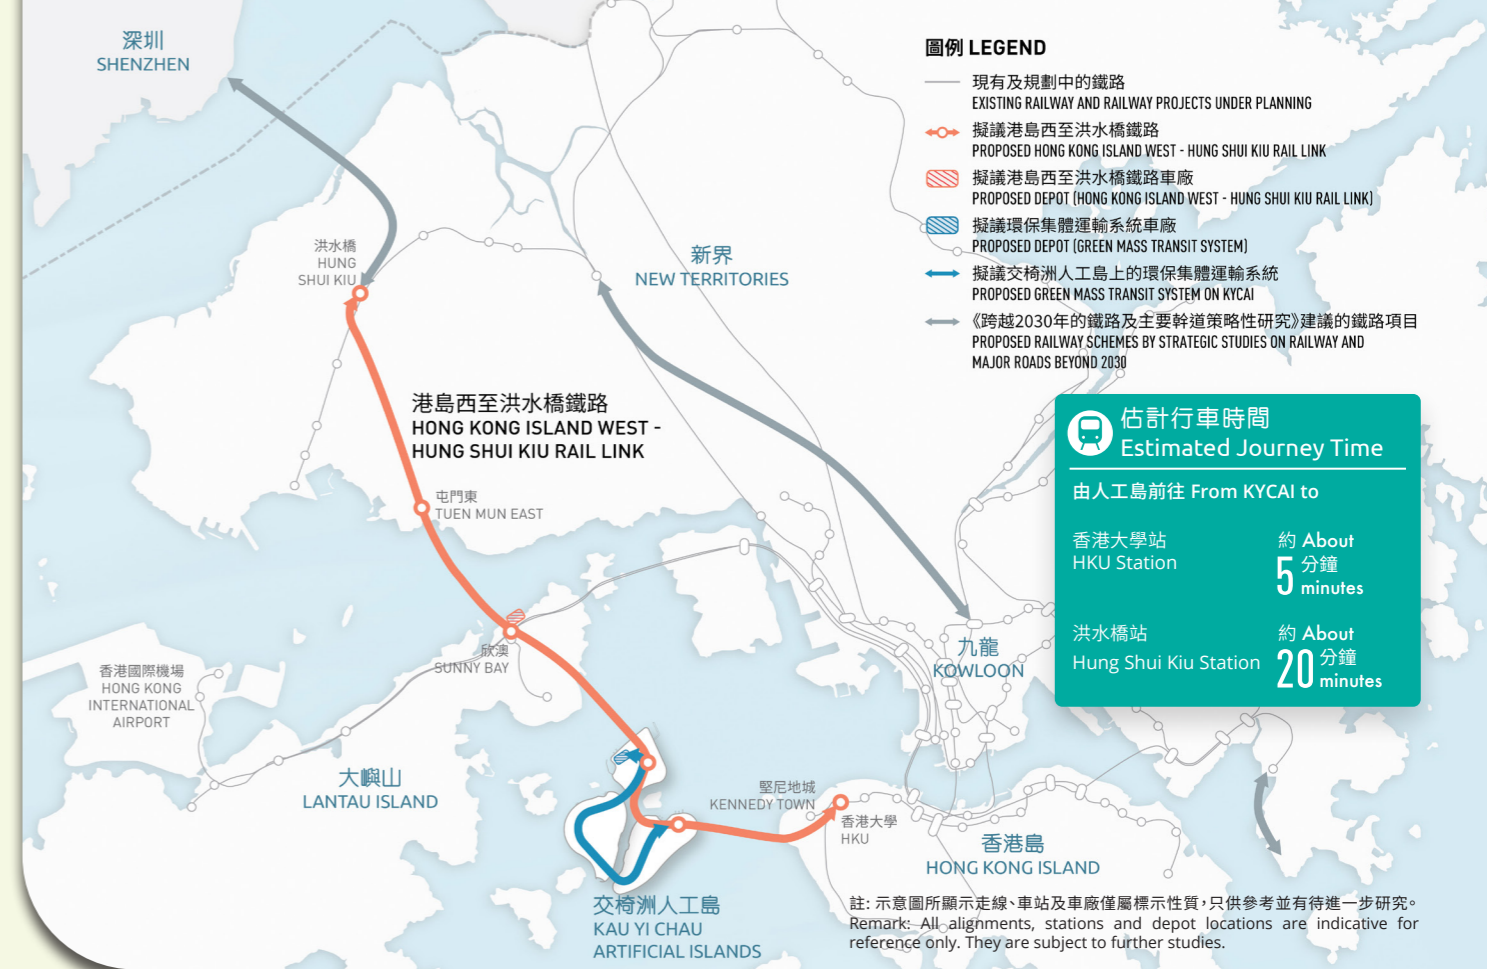 深圳
SHENZHEN
圖例 LEGEND
現有及規劃中的鐵路
EXISTING RAILWAY AND RAILWAY PROJECTS UNDER PLANNING
擬議港島西至洪水橋鐵路
PROPOSED HONG KONG ISLAND WEST - HUNG SHUI KIU RAIL LINK
擬議港島西至洪水橋鐵路車廠
PROPOSED DEPOT (HONG KONG ISLAND WEST - HUNG SHUI KIU RAIL LINK)
擬議環保集體運輸系統車廠
PROPOSED DEPOT (GREEN MASS TRANSIT SYSTEM)
擬議交椅洲人工島上的環保集體運輸系統
PROPOSED GREEN MASS TRANSIT SYSTEM ON KYCAI
《跨越2030年的鐵路及主要幹道策略性研究》建議的鐵路項目
PROPOSED RAILWAY SCHEMES BY STRATEGIC STUDIES ON RAILWAY AND
MAJOR ROADS BEYOND 2030
洪水橋
HUNG
SHUI KIU
新界
NEW TERRITORIES
港島西至洪水橋鐵路
HONG KONG ISLAND WEST -
HUNG SHUI KIU RAIL LINK
屯門東
TUEN MUN EAST
估計行車時間
Estimated Journey Time
由人工島前往 From KYCAI to
香港大學站
HKU Station
約 About
5 分鐘
minutes
洪水橋站
Hung Shui Kiu Station
約 About
20 分鐘
minutes
欣澳
SUNNY BAY
九龍
KOWLOON
香港國際機場
HONG KONG
INTERNATIONAL
AIRPORT
大嶼山
LANTAU ISLAND
堅尼地城
KENNEDY TOWN
香港大學
HKU
香港島
HONG KONG ISLAND
交椅洲人工島
KAU YI CHAU
ARTIFICIAL ISLANDS
註: 示意圖所顯示走線、車站及車廠僅屬標示性質，只供參考並有待進一步研究。
Remark: All alignments, stations and depot locations are indicative for
reference only. They are subject to further studies.